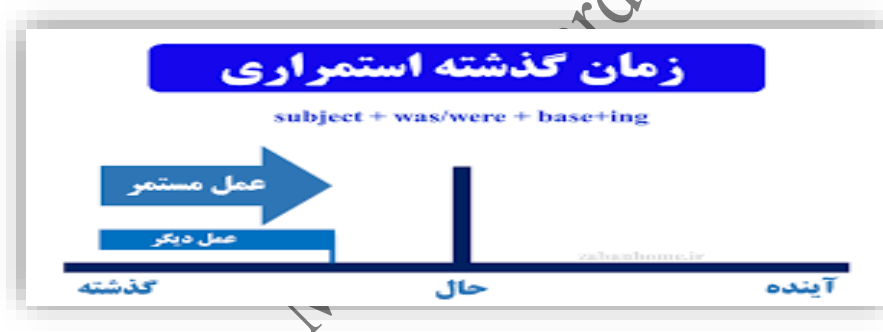 زمان گذشته استمراری
subject + was/were + base+ing
عمل مستمر
عمل دیگر
zabanhome.ir
گذشته حال آینده